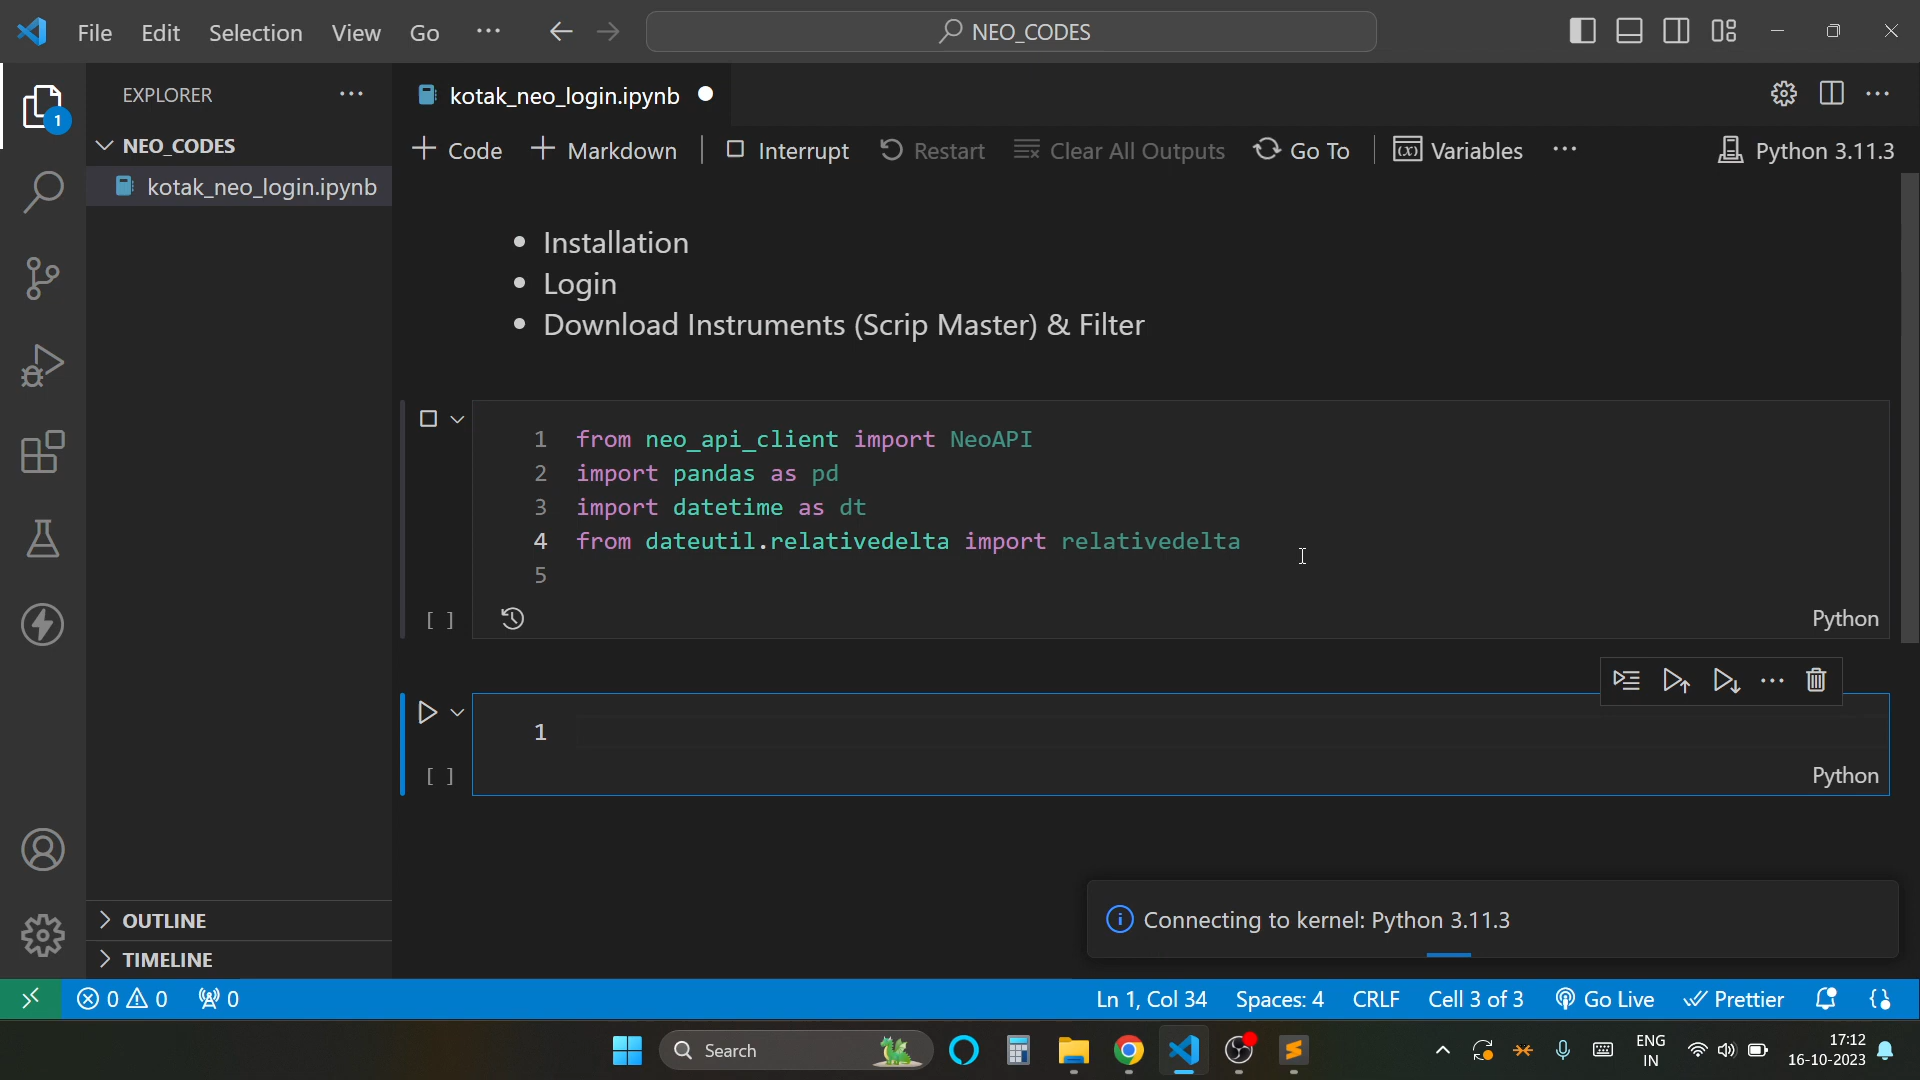 File Edit Selection View Go ··· NEO_CODES
EXPLORER ···
1
NEO_CODES
kotak_neo_login.ipynb
kotak_neo_login.ipynb
+ Code + Markdown Interrupt Restart Clear All Outputs Go To Variables ··· Python 3.11.3
• Installation
• Login
• Download Instruments (Scrip Master) & Filter
1 from neo_api_client import NeoAPI
2 import pandas as pd
3 import datetime as dt
4 from dateutil.relativedelta import relativedelta
5
[ ] Python
1
[ ] Python
Connecting to kernel: Python 3.11.3
OUTLINE
TIMELINE
0 0 0 Ln 1, Col 34 Spaces: 4 CRLF Cell 3 of 3 Go Live Prettier
Search
ENG
IN
17:12
16-10-2023